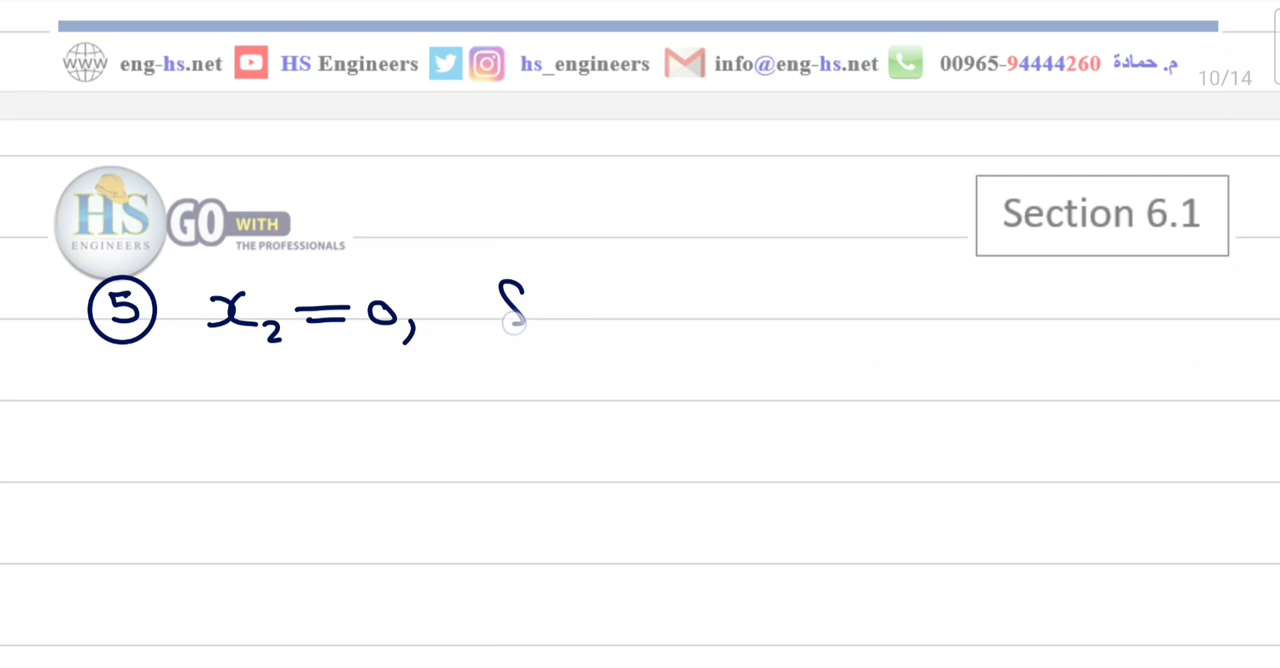 www eng-hs.net HS Engineers hs_engineers info@eng-hs.net 00965-94444260 م. حمادة
10/14
HS ENGINEERS GO WITH THE PROFESSIONALS
Section 6.1
⑤ x₂ = 0, S